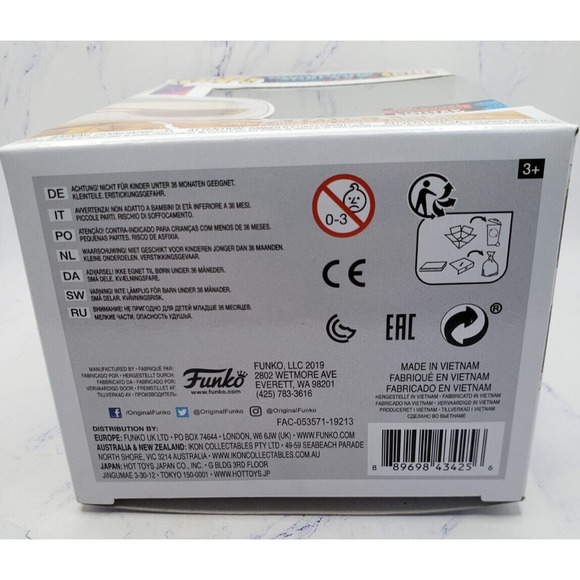 3+
DE ACHTUNG! NICHT FÜR KINDER UNTER 36 MONATEN GEEIGNET.
KLEINTEILE. ERSTICKUNGSGEFAHR.
IT AVVERTENZA! NON ADATTO A BAMBINI DI ETÀ INFERIORE A 36 MESI.
PICCOLE PARTI. RISCHIO DI SOFFOCAMENTO.
PO ATENÇÃO! CONTRA-INDICADO PARA CRIANÇAS COM MENOS DE 36 MESES.
PEQUENAS PARTES. RISCO DE ASFIXIA.
NL WAARSCHUWING! NIET GESCHIKT VOOR KINDEREN JONGER DAN 36 MAANDEN.
KLEINE ONDERDELEN. VERSTIKKINGSGEVAAR.
DA ADVARSEL! IKKE EGNET TIL BØRN UNDER 36 MÅNEDER.
SMÅ DELE. KVÆLNINGSFARE.
SW VARNING! INTE LÄMPLIG FÖR BARN UNDER 36 MÅNADER.
SMÅ DELAR. KVÄVNINGSRISK.
RU ВНИМАНИЕ! НЕ ПРИГОДНО ДЛЯ ДЕТЕЙ МЛАДШЕ 36 МЕСЯЦЕВ.
МЕЛКИЕ ЧАСТИ. ОПАСНОСТЬ УДУШЬЯ.
0-3
CE
EAC
®
MANUFACTURED BY • FABRIQUÉ PAR
FABRICADO POR • HERGESTELLT DURCH
FABBRICATO DA • FABRICADO POR
VERVAARDIGD DOOR • FREMSTILLET AF
TILLVERKAD AV • ПРОИЗВОДИТЕЛЬ
Funko
www.funko.com
FUNKO, LLC 2019
2802 WETMORE AVE
EVERETT, WA 98201
(425) 783-3616
MADE IN VIETNAM
FABRIQUÉ EN VIETNAM
FABRICADO EN VIETNAM
HERGESTELLT IN VIETNAM • FABBRICATO IN VIETNAM
FABRICADO NA VIETNAM • VERVAARDIGD IN VIETNAM
PRODUCERET I VIETNAM • TILLVERKAD I VIETNAM
СДЕЛАНО ВО ВЬЕТНАМЕ
/OriginalFunko @OriginalFunko @OriginalFunko
FAC-053571-19213
DISTRIBUTION BY:
EUROPE: FUNKO UK LTD • PO BOX 74644 • LONDON, W6 6JW (UK) • WWW.FUNKO.COM
AUSTRALIA & NEW ZEALAND: IKON COLLECTABLES LTD • 49-59 SEABEACH PARADE
NORTH SHORE, VIC 3214 AUSTRALIA • WWW.IKONCOLLECTABLES.COM.AU
JAPAN: HOT TOYS JAPAN CO., INC. • G BLDG 3RD FLOOR
JINGUMAE 3-30-12 • TOKYO 150-0001 • WWW.HOTTOYS.JP
8 89698 43425 6